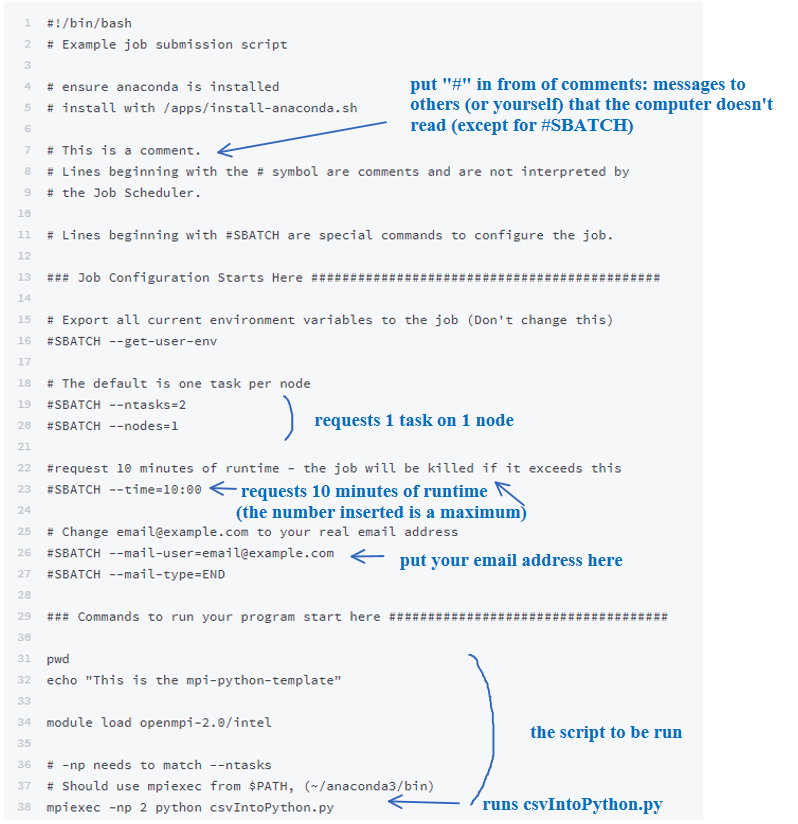 1 #!/bin/bash
2 # Example job submission script
3
4 # ensure anaconda is installed
5 # install with /apps/install-anaconda.sh
put "#" in from of comments: messages to
others (or yourself) that the computer doesn't
read (except for #SBATCH)
6
7 # This is a comment.
8 # Lines beginning with the # symbol are comments and are not interpreted by
9 # the Job Scheduler.
10
11 # Lines beginning with #SBATCH are special commands to configure the job.
12
13 ### Job Configuration Starts Here #############################################
14
15 # Export all current environment variables to the job (Don't change this)
16 #SBATCH --get-user-env
17
18 # The default is one task per node
19 #SBATCH --ntasks=2
20 #SBATCH --nodes=1
requests 1 task on 1 node
21
22 #request 10 minutes of runtime - the job will be killed if it exceeds this
23 #SBATCH --time=10:00
requests 10 minutes of runtime
(the number inserted is a maximum)
24
25 # Change email@example.com to your real email address
26 #SBATCH --mail-user=email@example.com
put your email address here
27 #SBATCH --mail-type=END
28
29 ### Commands to run your program start here ####################################
30
31 pwd
32 echo "This is the mpi-python-template"
33
34 module load openmpi-2.0/intel
the script to be run
35
36 # -np needs to match --ntasks
37 # Should use mpiexec from $PATH, (~/anaconda3/bin)
38 mpiexec -np 2 python csvIntoPython.py
runs csvIntoPython.py